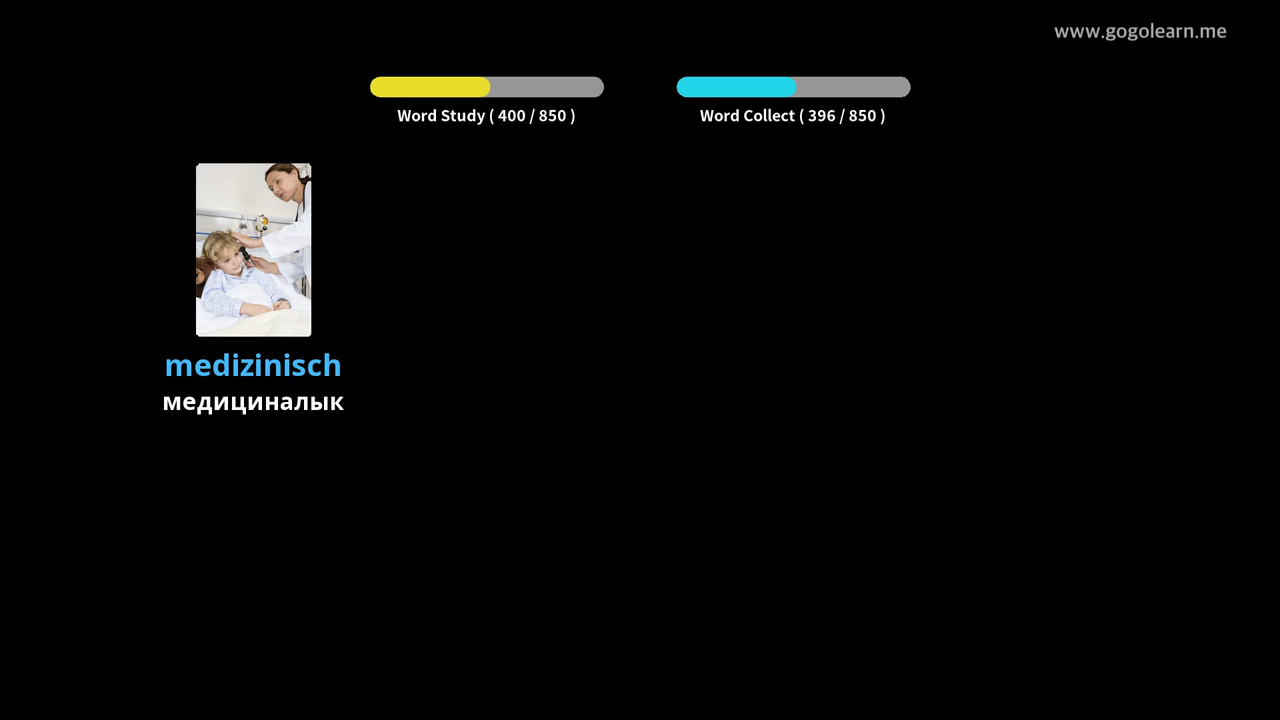 www.gogolearn.me
Word Study ( 400 / 850 )
Word Collect ( 396 / 850 )
medizinisch
медициналык